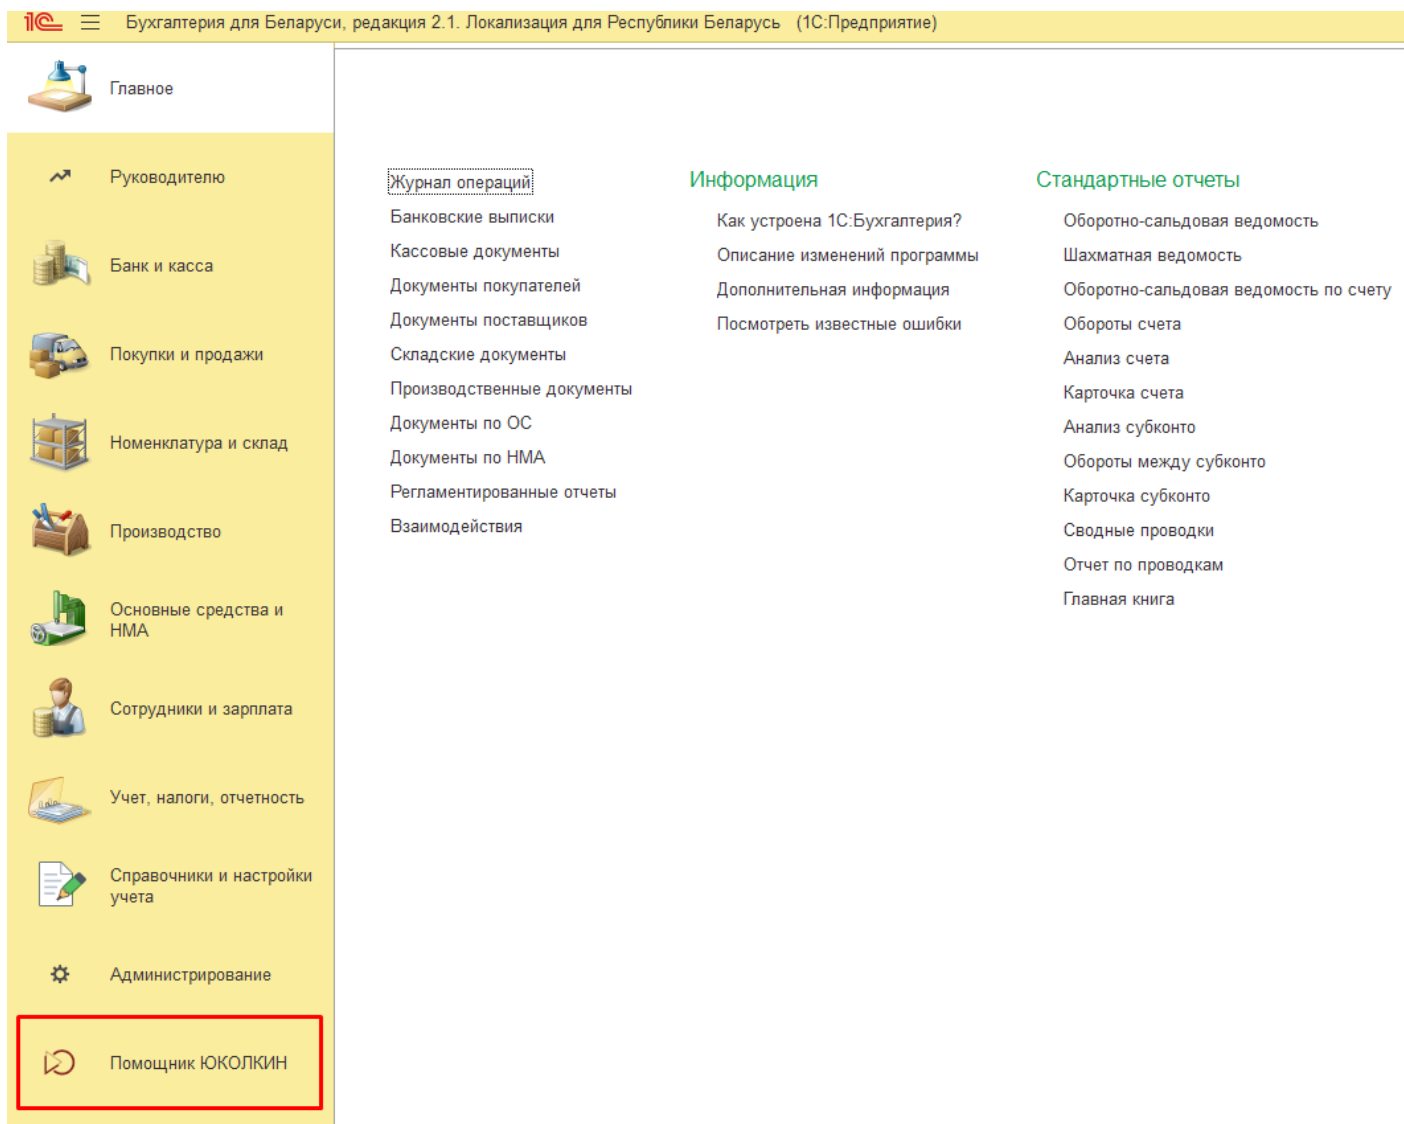 1С Бухгалтерия для Беларуси, редакция 2.1. Локализация для Республики Беларусь (1С:Предприятие)
Главное
Руководителю
Банк и касса
Покупки и продажи
Номенклатура и склад
Производство
Основные средства и
НМА
Сотрудники и зарплата
Учет, налоги, отчетность
Справочники и настройки
учета
Администрирование
Помощник ЮКОЛКИН
Журнал операций
Банковские выписки
Кассовые документы
Документы покупателей
Документы поставщиков
Складские документы
Производственные документы
Документы по ОС
Документы по НМА
Регламентированные отчеты
Взаимодействия
Информация
Как устроена 1С:Бухгалтерия?
Описание изменений программы
Дополнительная информация
Посмотреть известные ошибки
Стандартные отчеты
Оборотно-сальдовая ведомость
Шахматная ведомость
Оборотно-сальдовая ведомость по счету
Обороты счета
Анализ счета
Карточка счета
Анализ субконто
Обороты между субконто
Карточка субконто
Сводные проводки
Отчет по проводкам
Главная книга